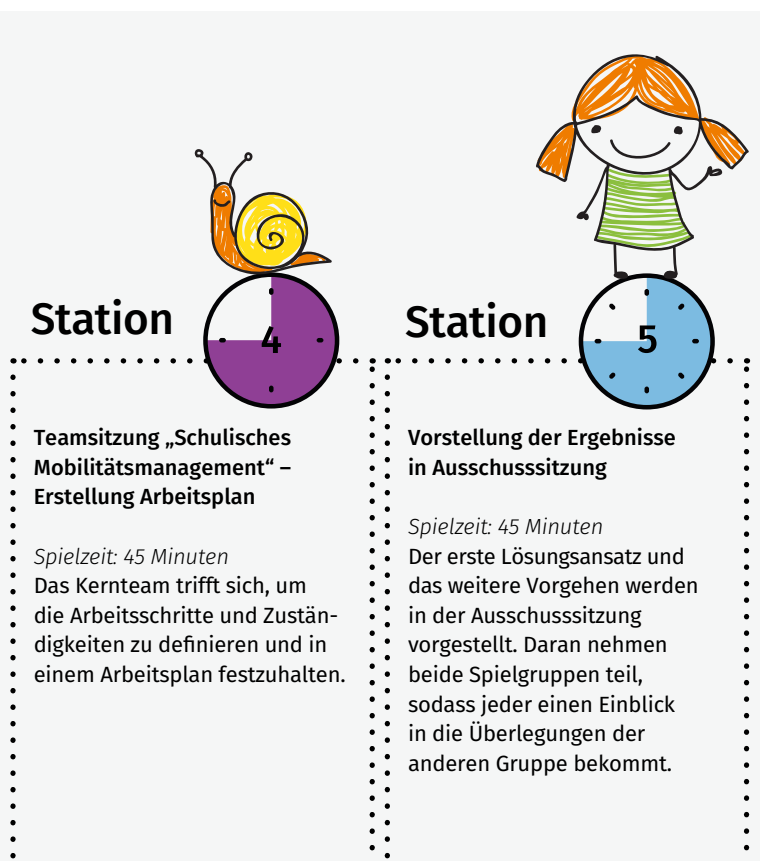 Station
4
Teamsitzung „Schulisches
Mobilitätsmanagement“ –
Erstellung Arbeitsplan
Spielzeit: 45 Minuten
Das Kernteam trifft sich, um
die Arbeitsschritte und Zustän-
digkeiten zu definieren und in
einem Arbeitsplan festzuhalten.
Station
5
Vorstellung der Ergebnisse
in Ausschusssitzung
Spielzeit: 45 Minuten
Der erste Lösungsansatz und
das weitere Vorgehen werden
in der Ausschusssitzung
vorgestellt. Daran nehmen
beide Spielgruppen teil,
sodass jeder einen Einblick
in die Überlegungen der
anderen Gruppe bekommt.